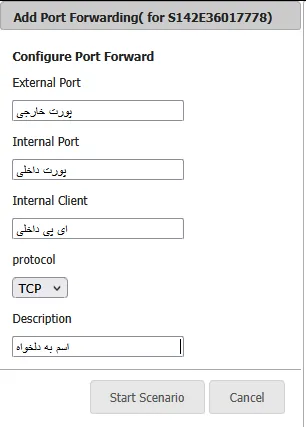 Add Port Forwarding( for S142E36017778)
Configure Port Forward
External Port
پورت خارجی
Internal Port
پورت داخلی
Internal Client
ای پی داخلی
protocol
TCP
Description
اسم به دلخواه
Start Scenario Cancel